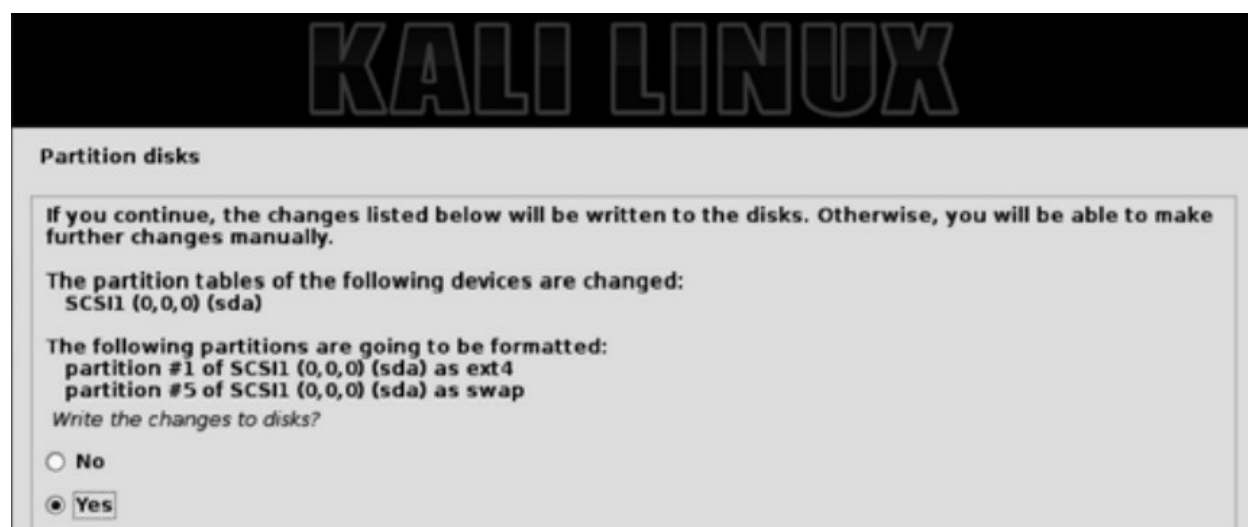 KALI LINUX
Partition disks
If you continue, the changes listed below will be written to the disks. Otherwise, you will be able to make
further changes manually.
The partition tables of the following devices are changed:
SCSI1 (0,0,0) (sda)
The following partitions are going to be formatted:
partition #1 of SCSI1 (0,0,0) (sda) as ext4
partition #5 of SCSI1 (0,0,0) (sda) as swap
Write the changes to disks?
No
Yes